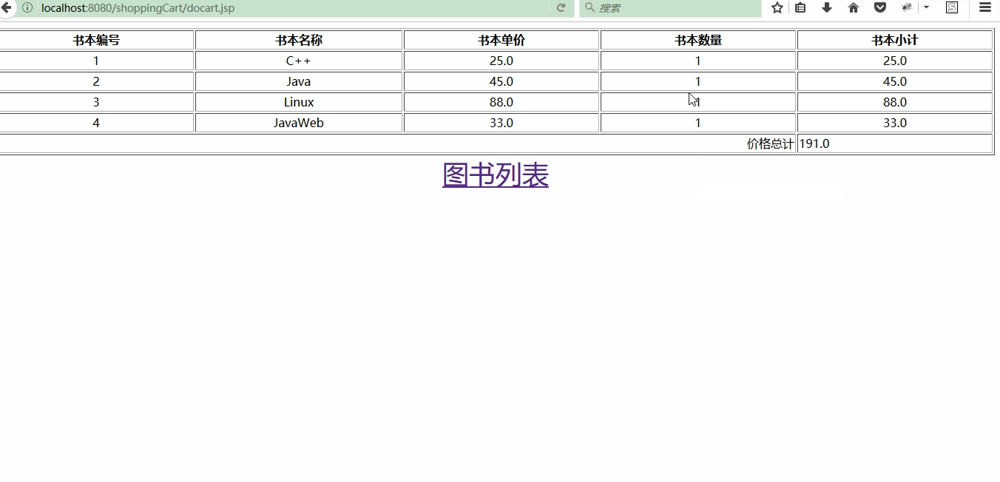 localhost:8080/shoppingCart/docart.jsp 搜索 S
书本编号 书本名称 书本单价 书本数量 书本小计
1 C++ 25.0 1 25.0
2 Java 45.0 1 45.0
3 Linux 88.0 1 88.0
4 JavaWeb 33.0 1 33.0
价格总计 191.0
图书列表